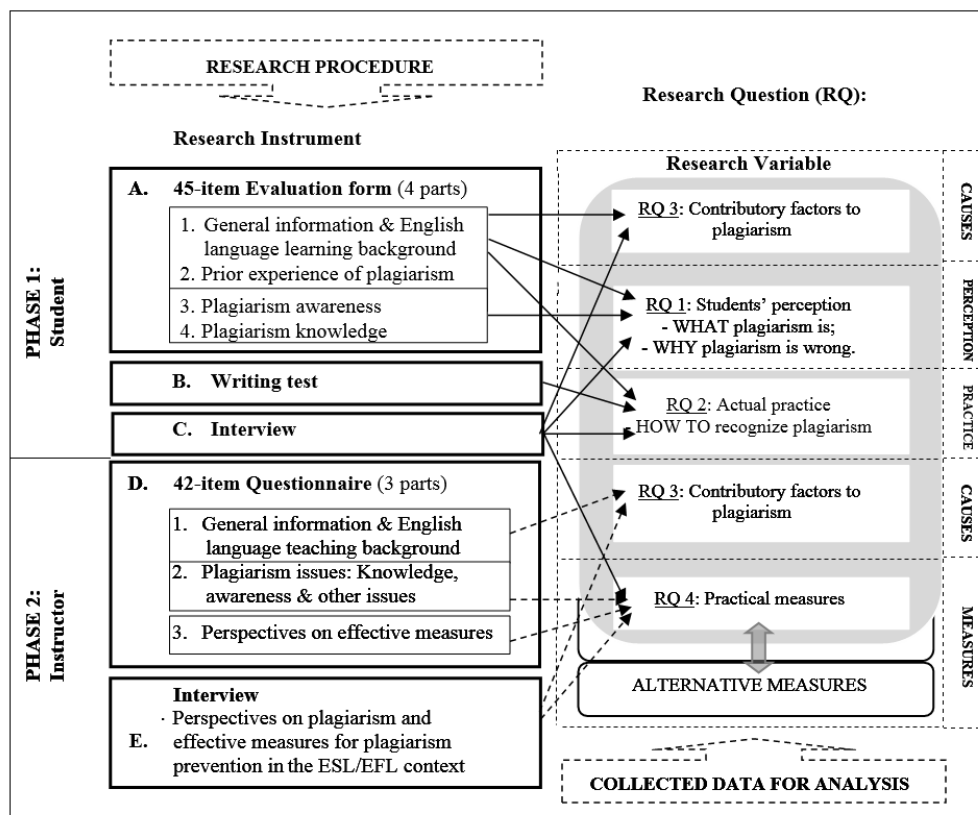 RESEARCH PROCEDURE
Research Question (RQ):
Research Instrument
PHASE 1:
Student
A. 45-item Evaluation form (4 parts)
1. General information & English
language learning background
2. Prior experience of plagiarism
3. Plagiarism awareness
4. Plagiarism knowledge
B. Writing test
C. Interview
PHASE 2:
Instructor
D. 42-item Questionnaire (3 parts)
1. General information & English
language teaching background
2. Plagiarism issues: Knowledge,
awareness & other issues
3. Perspectives on effective measures
Interview
· Perspectives on plagiarism and
E. effective measures for plagiarism
prevention in the ESL/EFL context
Research Variable
RQ 3: Contributory factors to
plagiarism
CAUSES
RQ 1: Students’ perception
- WHAT plagiarism is;
- WHY plagiarism is wrong.
PERCEPTION
RQ 2: Actual practice
- HOW TO recognize plagiarism
PRACTICE
RQ 3: Contributory factors to
plagiarism
CAUSES
RQ 4: Practical measures
MEASURES
ALTERNATIVE MEASURES
COLLECTED DATA FOR ANALYSIS